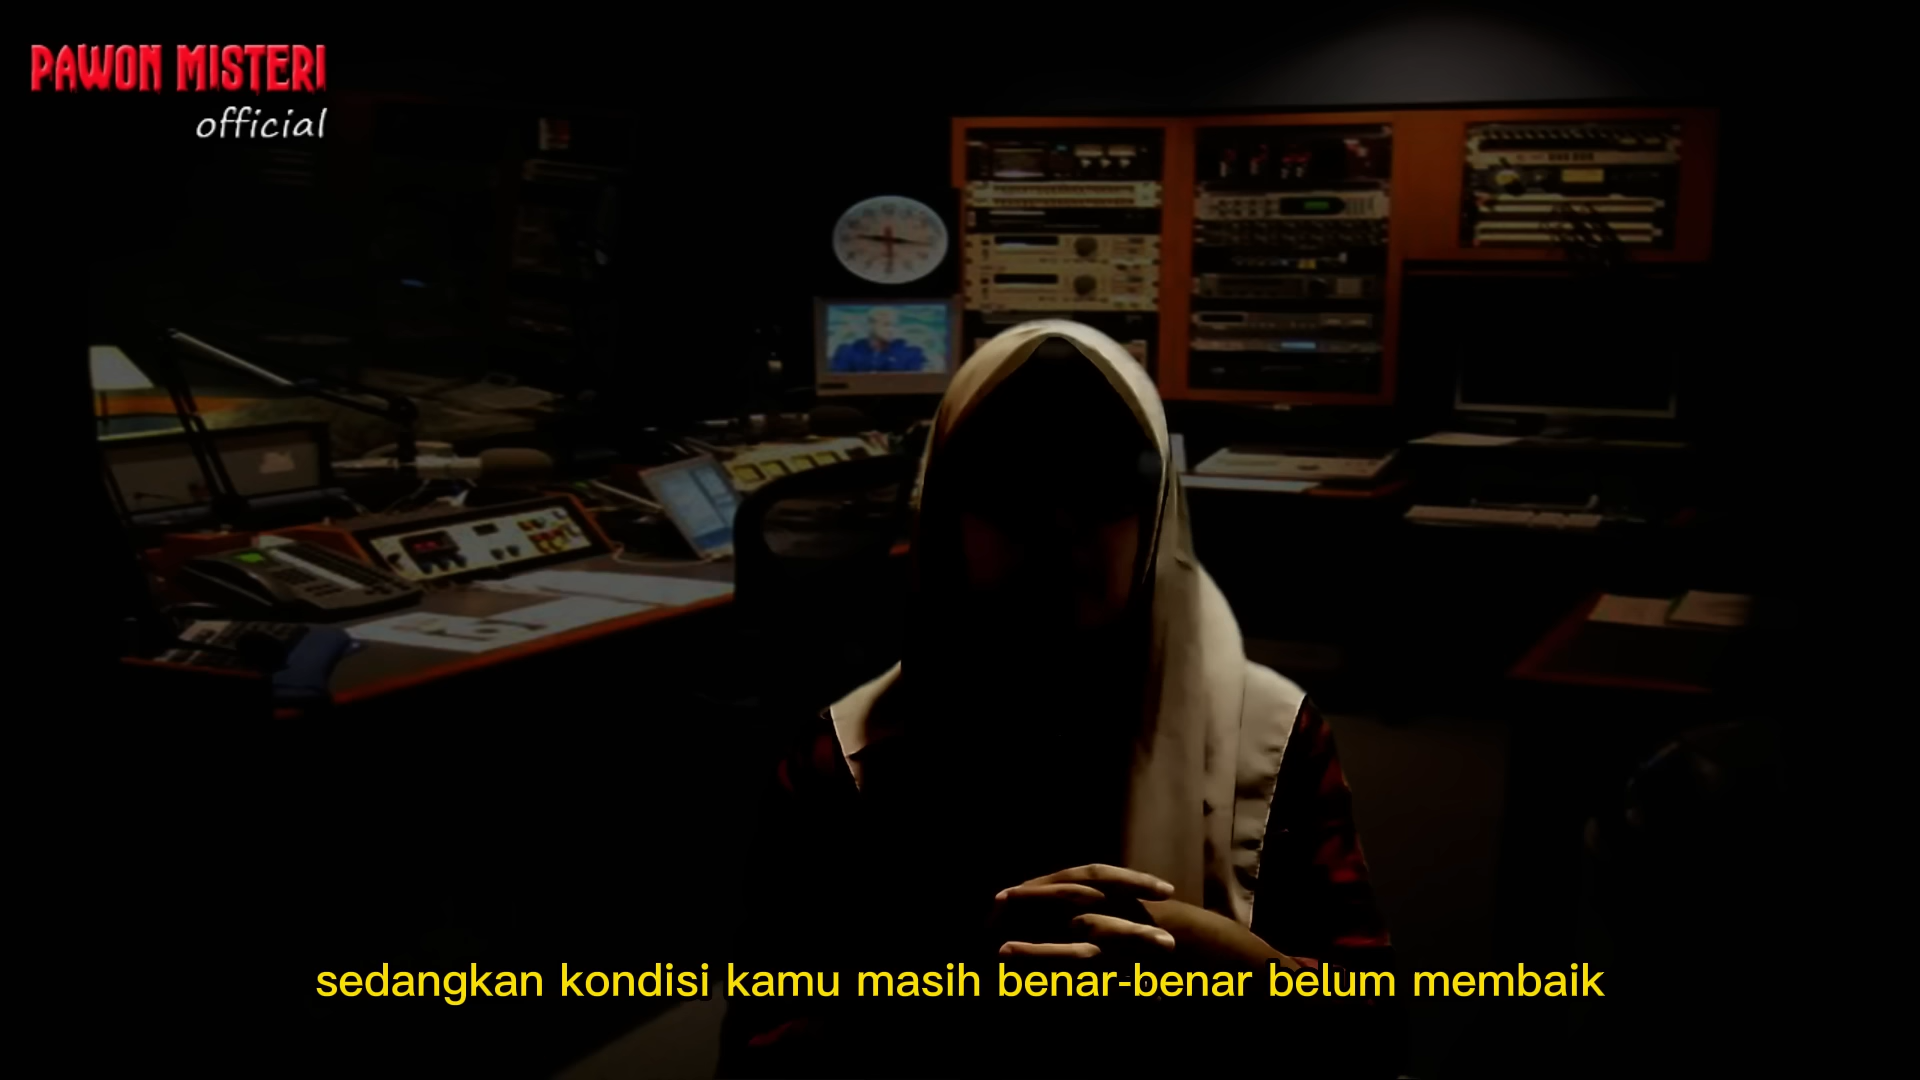 PAWON MISTERI
official
sedangkan kondisi kamu masih benar-benar belum membaik